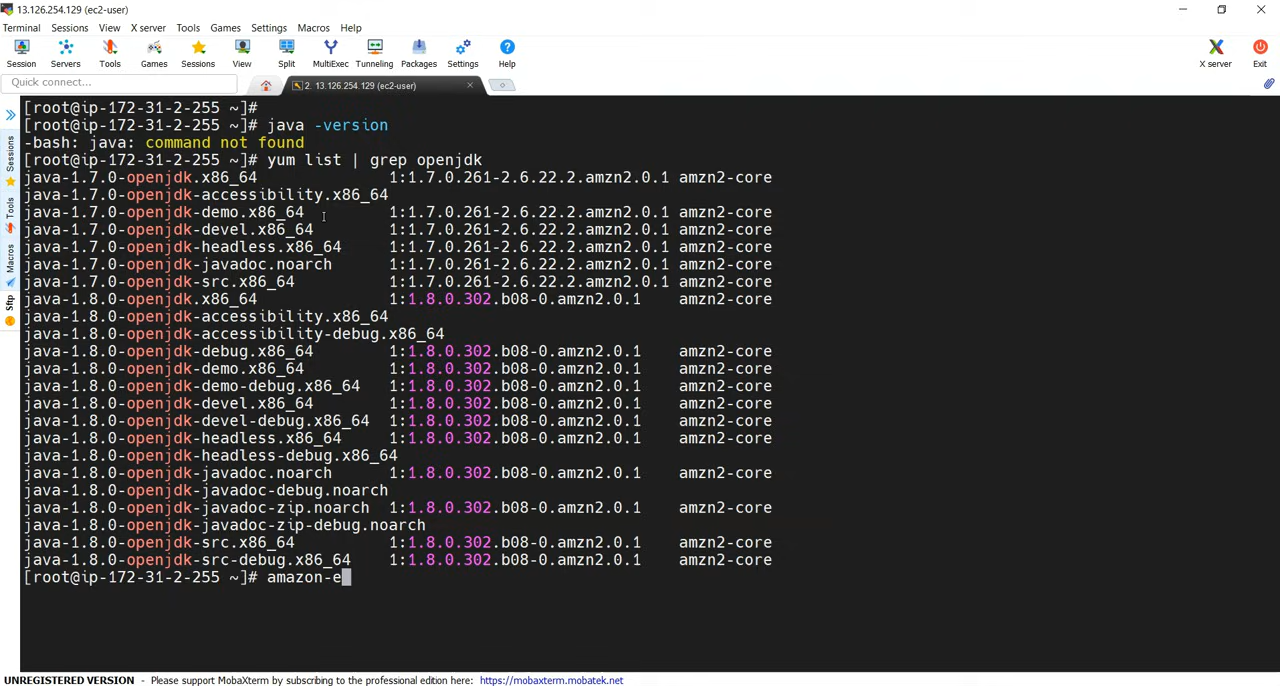 13.126.254.129 (ec2-user)
Terminal Sessions View X server Tools Games Settings Macros Help
Session Servers Tools Games Sessions View Split MultiExec Tunneling Packages Settings Help X server Exit
Quick connect...
2. 13.126.254.129 (ec2-user)
Sessions
Tools
Macros
Sftp
[root@ip-172-31-2-255 ~]#
[root@ip-172-31-2-255 ~]# java -version
-bash: java: command not found
[root@ip-172-31-2-255 ~]# yum list | grep openjdk
java-1.7.0-openjdk.x86_64 1:1.7.0.261-2.6.22.2.amzn2.0.1 amzn2-core
java-1.7.0-openjdk-accessibility.x86_64
java-1.7.0-openjdk-demo.x86_64 1:1.7.0.261-2.6.22.2.amzn2.0.1 amzn2-core
java-1.7.0-openjdk-devel.x86_64 1:1.7.0.261-2.6.22.2.amzn2.0.1 amzn2-core
java-1.7.0-openjdk-headless.x86_64 1:1.7.0.261-2.6.22.2.amzn2.0.1 amzn2-core
java-1.7.0-openjdk-javadoc.noarch 1:1.7.0.261-2.6.22.2.amzn2.0.1 amzn2-core
java-1.7.0-openjdk-src.x86_64 1:1.7.0.261-2.6.22.2.amzn2.0.1 amzn2-core
java-1.8.0-openjdk.x86_64 1:1.8.0.302.b08-0.amzn2.0.1 amzn2-core
java-1.8.0-openjdk-accessibility.x86_64
java-1.8.0-openjdk-accessibility-debug.x86_64
java-1.8.0-openjdk-debug.x86_64 1:1.8.0.302.b08-0.amzn2.0.1 amzn2-core
java-1.8.0-openjdk-demo.x86_64 1:1.8.0.302.b08-0.amzn2.0.1 amzn2-core
java-1.8.0-openjdk-demo-debug.x86_64 1:1.8.0.302.b08-0.amzn2.0.1 amzn2-core
java-1.8.0-openjdk-devel.x86_64 1:1.8.0.302.b08-0.amzn2.0.1 amzn2-core
java-1.8.0-openjdk-devel-debug.x86_64 1:1.8.0.302.b08-0.amzn2.0.1 amzn2-core
java-1.8.0-openjdk-headless.x86_64 1:1.8.0.302.b08-0.amzn2.0.1 amzn2-core
java-1.8.0-openjdk-headless-debug.x86_64
java-1.8.0-openjdk-javadoc.noarch 1:1.8.0.302.b08-0.amzn2.0.1 amzn2-core
java-1.8.0-openjdk-javadoc-debug.noarch
java-1.8.0-openjdk-javadoc-zip.noarch 1:1.8.0.302.b08-0.amzn2.0.1 amzn2-core
java-1.8.0-openjdk-javadoc-zip-debug.noarch
java-1.8.0-openjdk-src.x86_64 1:1.8.0.302.b08-0.amzn2.0.1 amzn2-core
java-1.8.0-openjdk-src-debug.x86_64 1:1.8.0.302.b08-0.amzn2.0.1 amzn2-core
[root@ip-172-31-2-255 ~]# amazon-e
UNREGISTERED VERSION - Please support MobaXterm by subscribing to the professional edition here: https://mobaxterm.mobatek.net